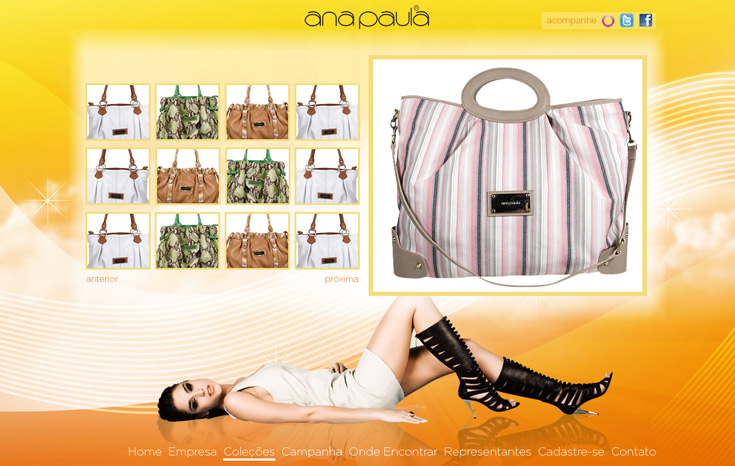 ana paula
acompanhe
anterior próxima
Home Empresa Coleções Campanha Onde Encontrar Representantes Cadastre-se Contato